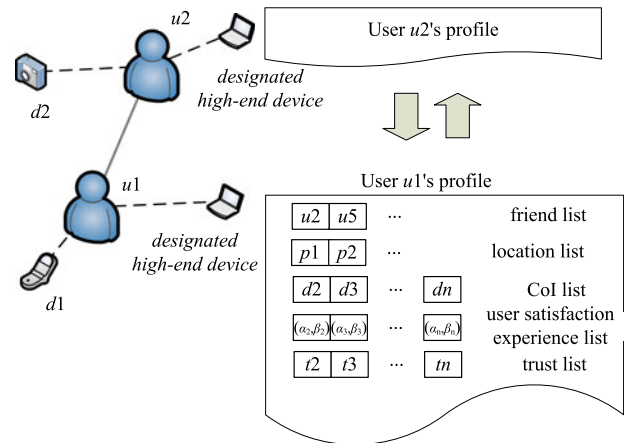 u2
User u2's profile
designated
high-end device
d2
u1
User u1's profile
designated
high-end device
d1
u2 u5 ... friend list
p1 p2 ... location list
d2 d3 ... dn CoI list
(α2,β2) (α3,β3) ... (αn,βn) user satisfaction
experience list
t2 t3 ... tn trust list